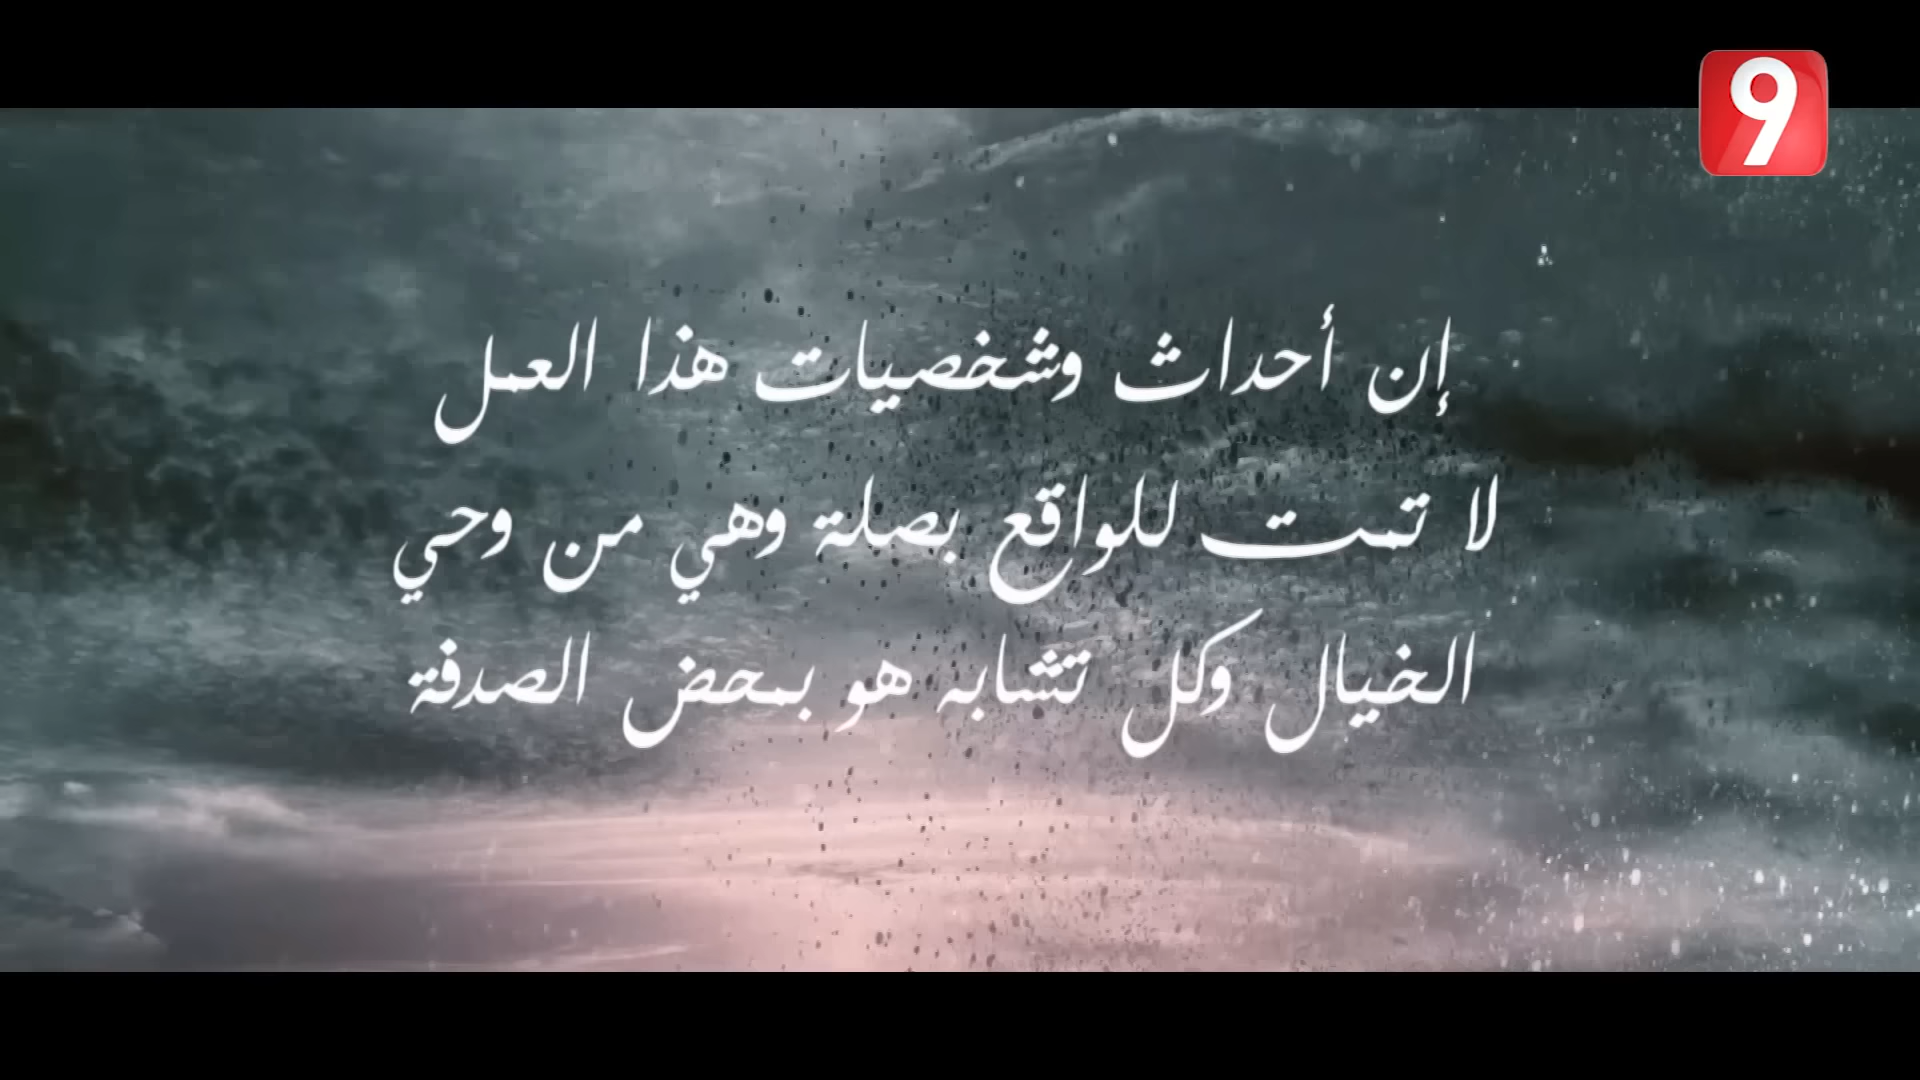 9
إن أحداث وشخصيات هذا العمل
لا تمت للواقع بصلة وهي من وحي
الخيال وكل تشابه هو بمحض الصدفة